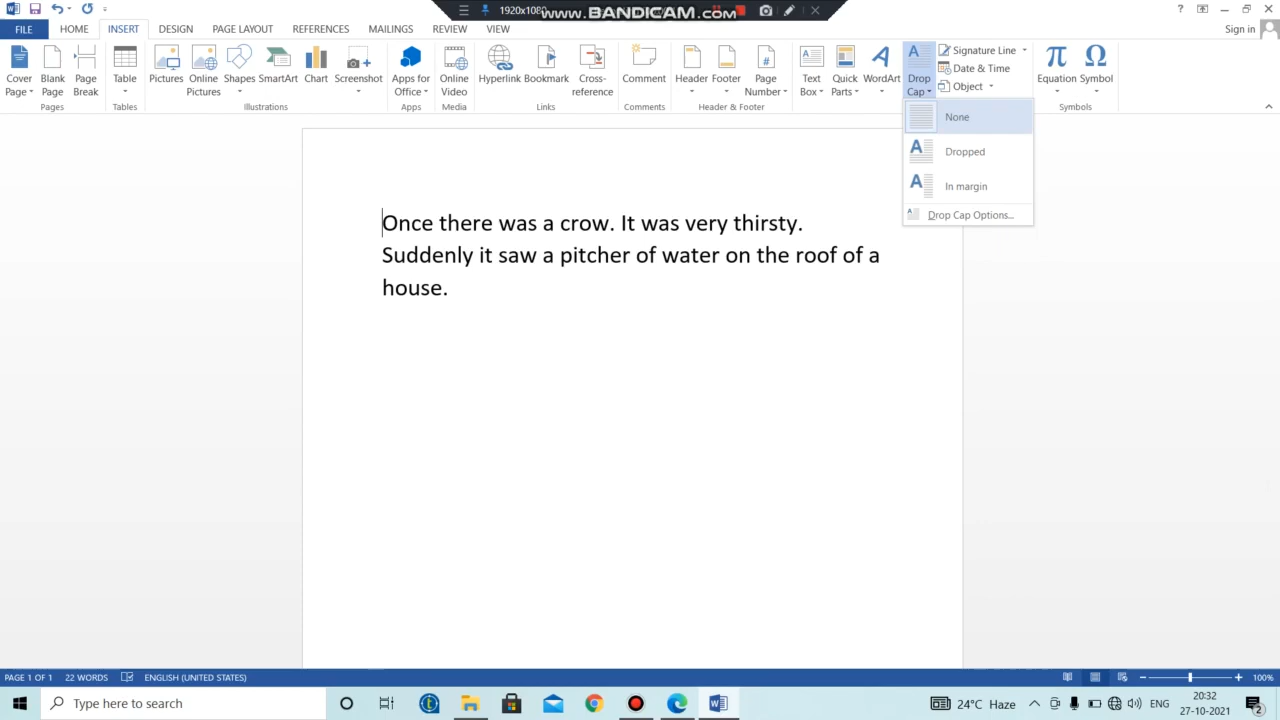 1920x1080
www.BANDICAM.com
Sign in
FILE HOME INSERT DESIGN PAGE LAYOUT REFERENCES MAILINGS REVIEW VIEW
Cover Page
Blank Page
Page Break
Table
Pictures
Online Pictures
Shapes
SmartArt
Chart
Screenshot
Apps for Office
Online Video
Hyperlink
Bookmark
Cross-reference
Comment
Header
Footer
Page Number
Text Box
Quick Parts
WordArt
Drop Cap
Signature Line
Date & Time
Object
Equation
Symbol
Pages
Tables
Illustrations
Apps
Media
Links
Comments
Header & Footer
Symbols
None
Dropped
In margin
Drop Cap Options...
Once there was a crow. It was very thirsty.
Suddenly it saw a pitcher of water on the roof of a
house.
PAGE 1 OF 1 22 WORDS ENGLISH (UNITED STATES) 100%
Type here to search
24°C Haze
ENG
20:32
27-10-2021
2